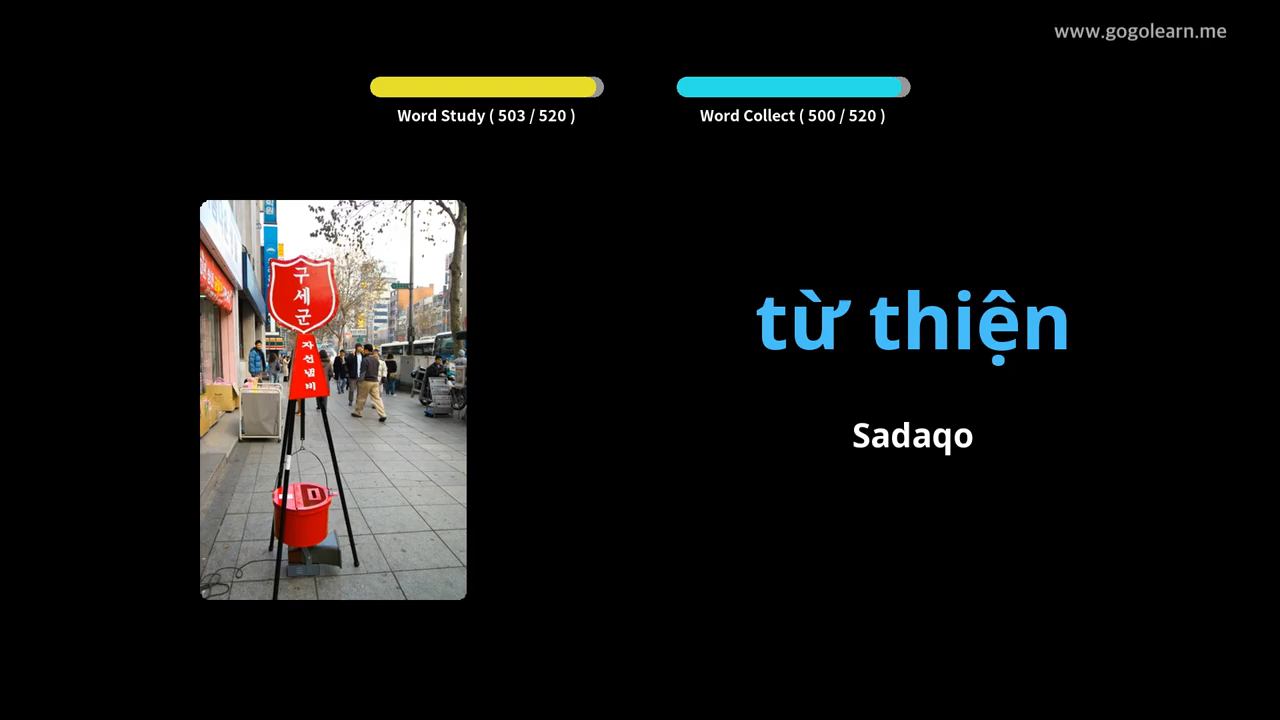 www.gogolearn.me
Word Study ( 503 / 520 )
Word Collect ( 500 / 520 )
구세군
자선냄비
từ thiện
Sadaqo